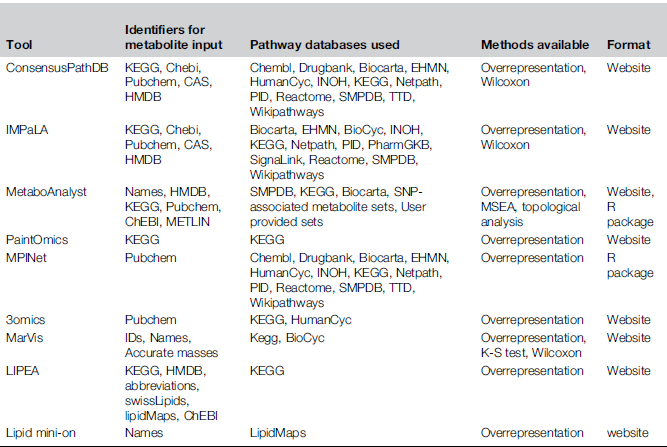 Tool Identifiers for metabolite input Pathway databases used Methods available Format
ConsensusPathDB KEGG, Chebi, Chembl, Drugbank, Biocarta, EHMN, Overrepresentation, Website
Pubchem, CAS, HumanCyc, INOH, KEGG, Netpath, Wilcoxon
HMDB PID, Reactome, SMPDB, TTD,
Wikipathways
IMPaLA KEGG, Chebi, Biocarta, EHMN, BioCyc, INOH, Overrepresentation, Website
Pubchem, CAS, KEGG, Netpath, PID, PharmGKB, Wilcoxon
HMDB SignaLink, Reactome, SMPDB,
Wikipathways
MetaboAnalyst Names, HMDB, SMPDB, KEGG, Biocarta, SNP- Overrepresentation, Website,
KEGG, Pubchem, associated metabolite sets, User MSEA, topological R
ChEBI, METLIN provided sets analysis package
PaintOmics KEGG KEGG Overrepresentation Website
MPINet Pubchem Chembl, Drugbank, Biocarta, EHMN, Overrepresentation R
HumanCyc, INOH, KEGG, Netpath, package
PID, Reactome, SMPDB, TTD,
Wikipathways
3omics Pubchem KEGG, HumanCyc Overrepresentation Website
MarVis IDs, Names, Kegg, BioCyc Overrepresentation, Website
Accurate masses K-S test, Wilcoxon
LIPEA KEGG, HMDB, KEGG Overrepresentation Website
abbreviations,
swissLipids,
lipidMaps, ChEBI
Lipid mini-on Names LipidMaps Overrepresentation website